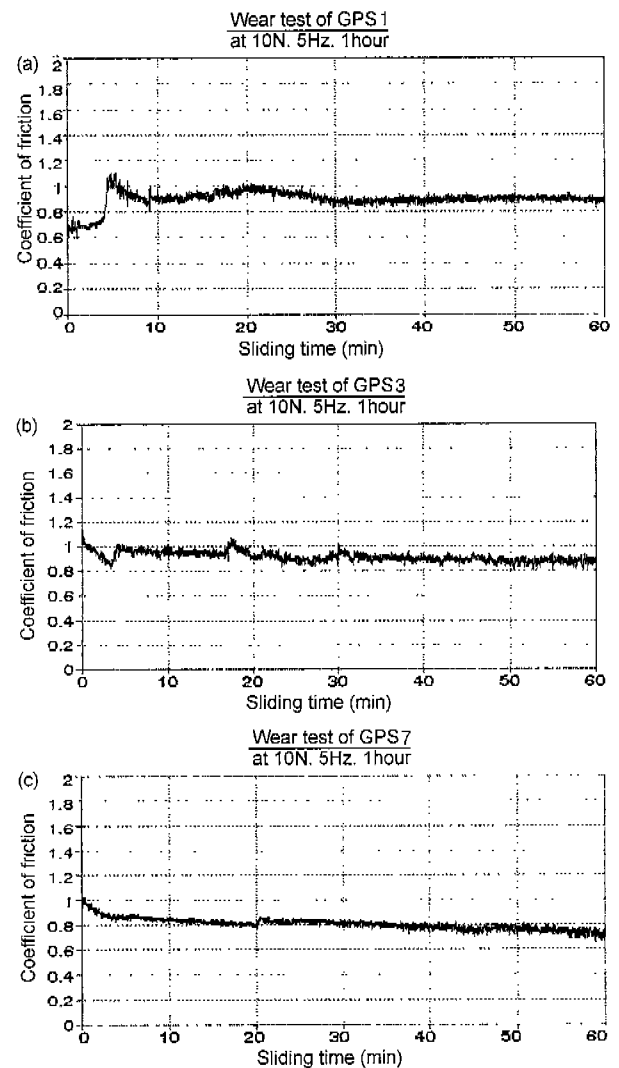 Wear test of GPS1
at 10N. 5Hz. 1hour
(a)
Coefficient of friction
2
1.8
1.6
1.4
1.2
1
0.8
0.6
0.4
0.2
0
0 10 20 30 40 50 60
Sliding time (min)
Wear test of GPS3
at 10N. 5Hz. 1hour
(b)
Coefficient of friction
2
1.8
1.6
1.4
1.2
1
0.8
0.6
0.4
0.2
0
0 10 20 30 40 50 60
Sliding time (min)
Wear test of GPS7
at 10N. 5Hz. 1hour
(c)
Coefficient of friction
2
1.8
1.6
1.4
1.2
1
0.8
0.6
0.4
0.2
0
0 10 20 30 40 50 60
Sliding time (min)